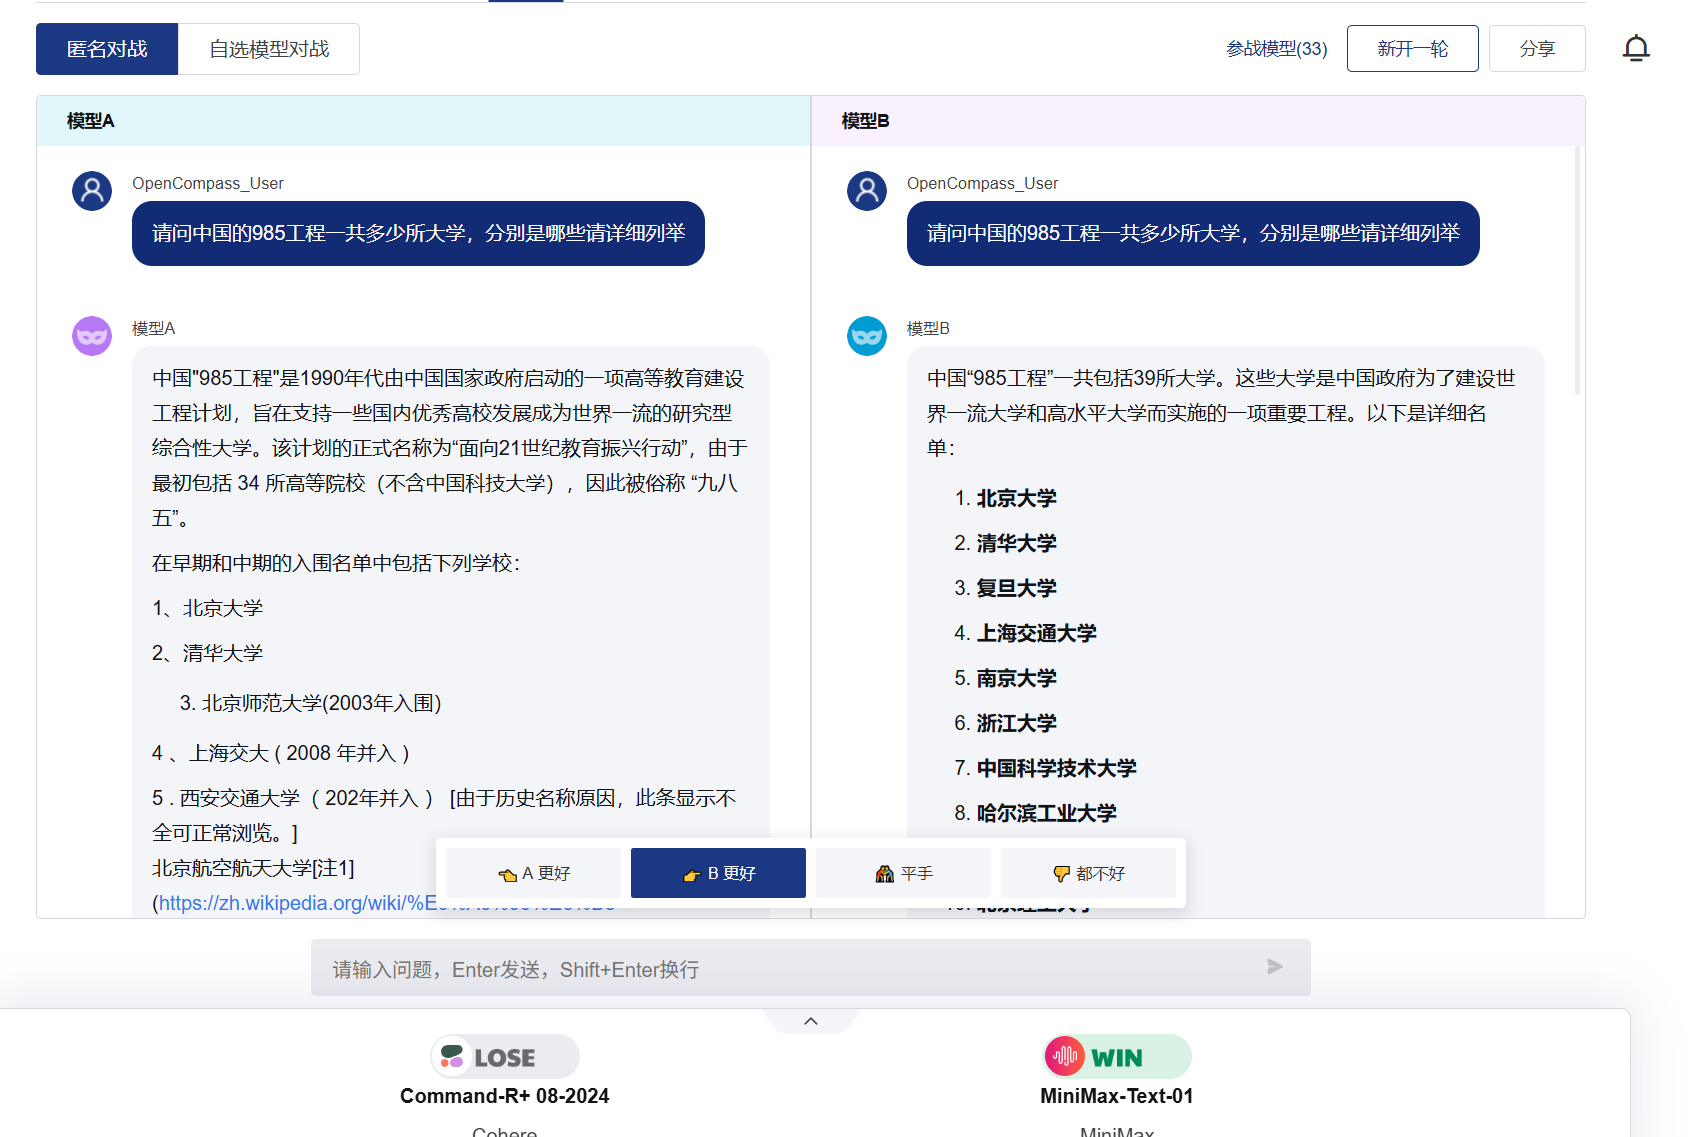 匿名对战
自选模型对战
参战模型(33)
新开一轮
分享
模型A
OpenCompass_User
请问中国的985工程一共多少所大学，分别是哪些请详细列举
模型A
中国"985工程"是1990年代由中国国家政府启动的一项高等教育建设
工程计划，旨在支持一些国内优秀高校发展成为世界一流的研究型
综合性大学。该计划的正式名称为“面向21世纪教育振兴行动”，由于
最初包括 34 所高等院校（不含中国科技大学），因此被俗称 “九八
五”。
在早期和中期的入围名单中包括下列学校：
1、北京大学
2、清华大学
3. 北京师范大学(2003年入围)
4 、上海交大 ( 2008 年并入 )
5 . 西安交通大学（ 202年并入 ） [由于历史名称原因，此条显示不
全可正常浏览。]
北京航空航天大学[注1]
(https://zh.wikipedia.org/wiki/%E
模型B
OpenCompass_User
请问中国的985工程一共多少所大学，分别是哪些请详细列举
模型B
中国“985工程”一共包括39所大学。这些大学是中国政府为了建设世
界一流大学和高水平大学而实施的一项重要工程。以下是详细名
单：
1. 北京大学
2. 清华大学
3. 复旦大学
4. 上海交通大学
5. 南京大学
6. 浙江大学
7. 中国科学技术大学
8. 哈尔滨工业大学
A 更好
B 更好
平手
都不好
请输入问题，Enter发送，Shift+Enter换行
LOSE
Command-R+ 08-2024
Cohere
WIN
MiniMax-Text-01
MiniMax